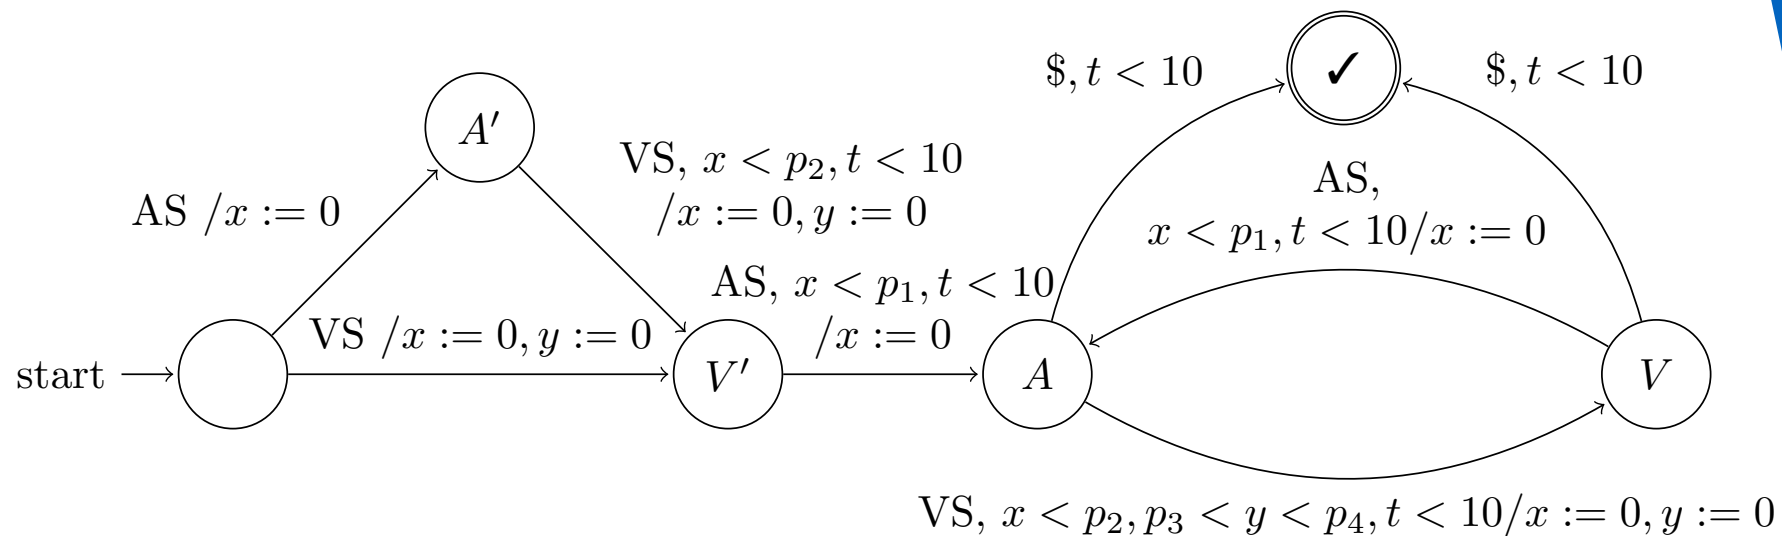 $, t < 10
✓
$, t < 10
A′
VS, x < p₂, t < 10
/x := 0, y := 0
AS /x := 0
AS,
x < p₁, t < 10/x := 0
AS, x < p₁, t < 10
/x := 0
VS /x := 0, y := 0
start
V′
A
V
VS, x < p₂, p₃ < y < p₄, t < 10/x := 0, y := 0